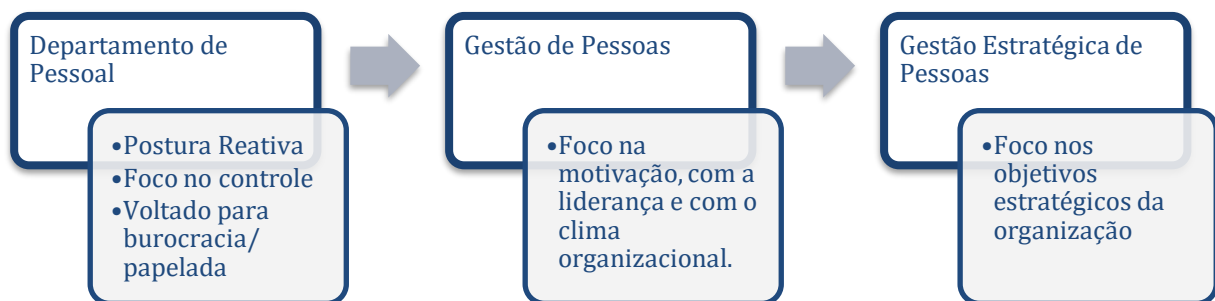 Departamento de
Pessoal
•Postura Reativa
•Foco no controle
•Voltado para
burocracia/
papelada
Gestão de Pessoas
•Foco na
motivação, com a
liderança e com o
clima
organizacional.
Gestão Estratégica de
Pessoas
•Foco nos
objetivos
estratégicos da
organização